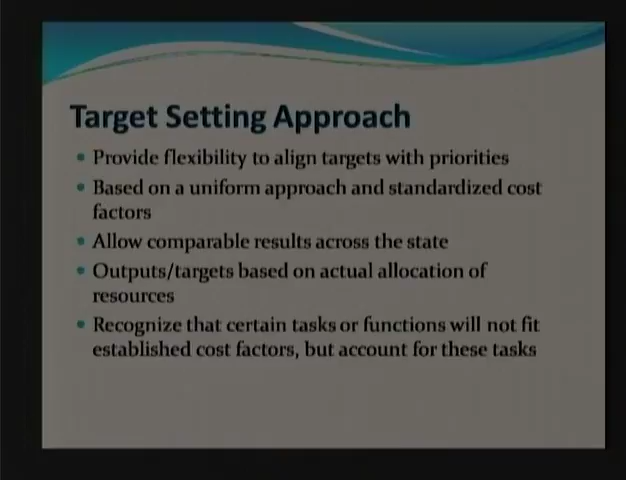 Target Setting Approach
• Provide flexibility to align targets with priorities
• Based on a uniform approach and standardized cost
factors
• Allow comparable results across the state
• Outputs/targets based on actual allocation of
resources
• Recognize that certain tasks or functions will not fit
established cost factors, but account for these tasks